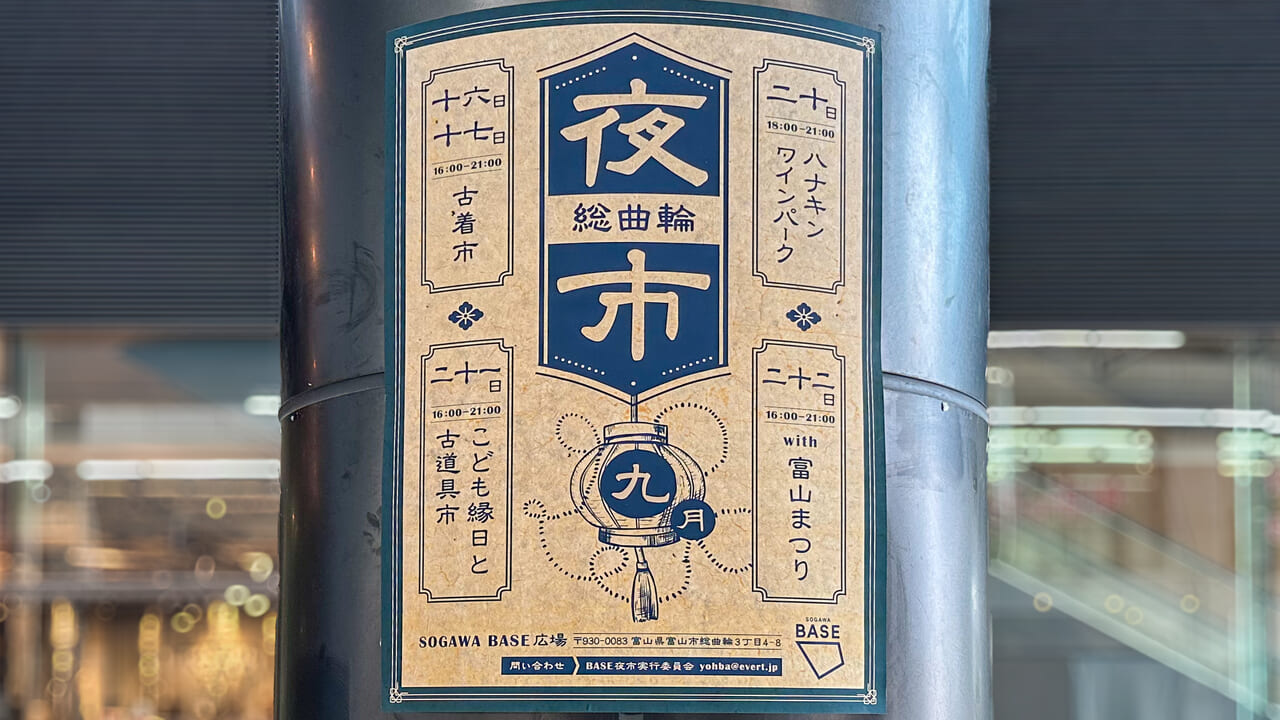 夜
総曲輪
市
九
月
十六日
十七日
16:00-21:00
古着市
二十日
18:00-21:00
ハナキン
ワインパーク
二十一日
16:00-21:00
こども縁日と
古道具市
二十二日
16:00-21:00
with
富山まつり
SOGAWA BASE 広場 〒930-0083 富山県富山市総曲輪3丁目4-8
問い合わせ BASE夜市実行委員会 yohba@evert.jp
SOGAWA
BASE